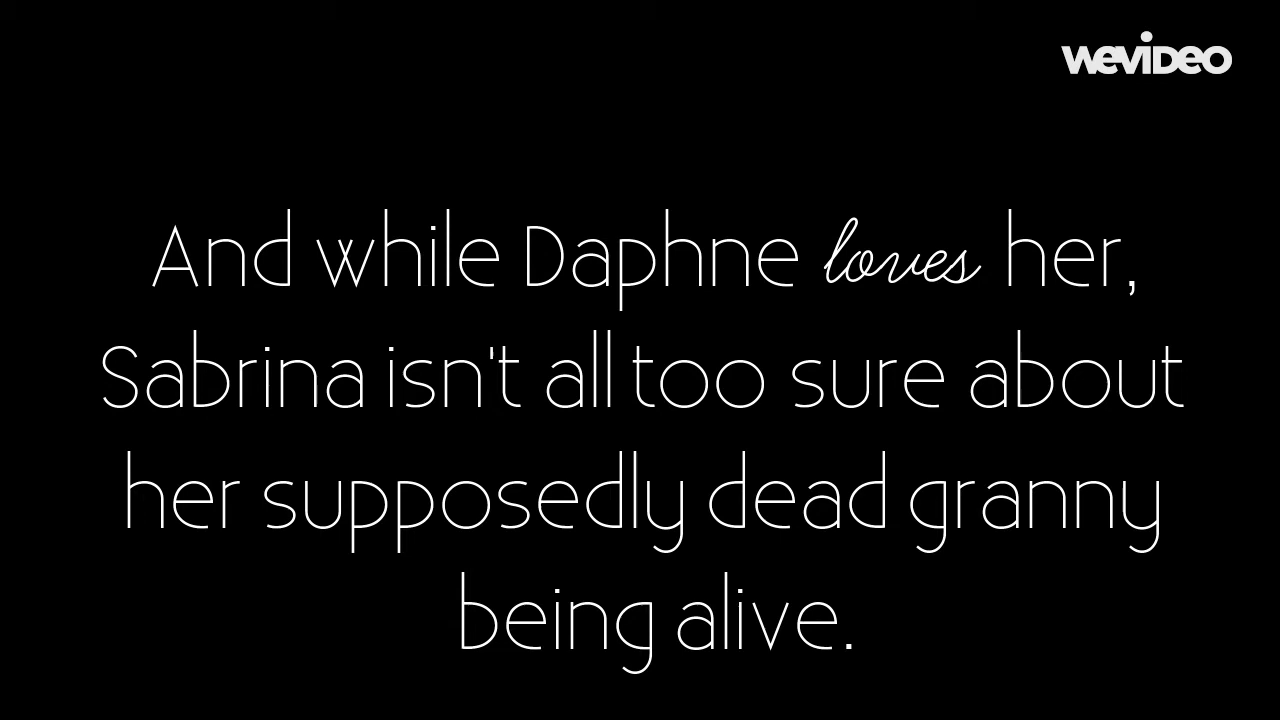 WEVIDEO
And while Daphne loves her,
Sabrina isn't all too sure about
her supposedly dead granny
being alive.